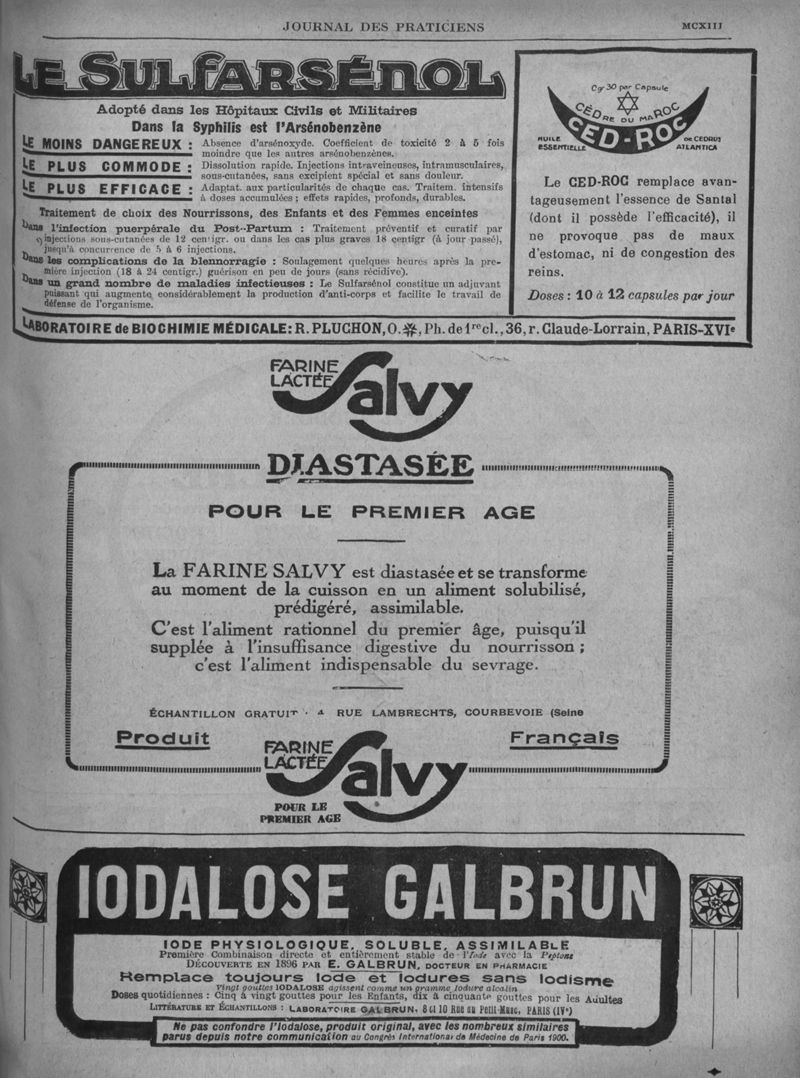 JOURNAL DES PRATICIENS
MCXIIJ
LE SULFARSÉNOL
Adopté dans les Hôpitaux Civils et Militaires
Dans la Syphilis est l'Arsénobenzène
LE MOINS DANGEREUX : Absence d'arsénoxyde. Coefficient de toxicité 2 à 5 fois
moindre que les autres arsénobenzènes.
LE PLUS COMMODE : Dissolution rapide. Injections intraveineuses, intramusculaires,
sous-cutanées, sans excipient spécial et sans douleur.
LE PLUS EFFICACE : Adaptat. aux particularités de chaque cas. Traitem. intensifs
à doses accumulées ; effets rapides, profonds, durables.
Traitement de choix des Nourrissons, des Enfants et des Femmes enceintes
Dans l'infection puerpérale du Post-Partum : Traitement préventif et curatif par
injections sous-cutanées de 12 centigr. ou dans les cas plus graves 18 centigr (à jour passé),
jusqu'à concurrence de 5 à 6 injections.
Dans les complications de la blennorragie : Soulagement quelques heures après la pre-
mière injection (18 à 24 centigr.) guérison en peu de jours (sans récidive).
Dans un grand nombre de maladies infectieuses : Le Sulfarsénol constitue un adjuvant
puissant qui augmente considérablement la production d'anti-corps et facilite le travail de
défense de l'organisme.
Cgr 30 par Capsule
CÈDRE DU MAROC
CED-ROC
HUILE
ESSENTIELLE
DE CEDRUS
ATLANTICA
Le CED-ROC remplace avan-
tageusement l'essence de Santal
(dont il possède l'efficacité), il
ne provoque pas de maux
d'estomac, ni de congestion des
reins.
Doses : 10 à 12 capsules par jour
LABORATOIRE de BIOCHIMIE MÉDICALE: R. PLUCHON, O. ✻, Ph. de 1re cl., 36, r. Claude-Lorrain, PARIS-XVIe
FARINE
LACTÉE
Salvy
DIASTASÉE
POUR LE PREMIER AGE
La FARINE SALVY est diastasée et se transforme
au moment de la cuisson en un aliment solubilisé,
prédigéré, assimilable.
C'est l'aliment rationnel du premier âge, puisqu'il
supplée à l'insuffisance digestive du nourrisson ;
c'est l'aliment indispensable du sevrage.
ÉCHANTILLON GRATUIT : 4 RUE LAMBRECHTS, COURBEVOIE (Seine
Produit
Français
FARINE
LACTÉE
Salvy
POUR LE
PREMIER AGE
IODALOSE GALBRUN
IODE PHYSIOLOGIQUE, SOLUBLE, ASSIMILABLE
Première Combinaison directe et entièrement stable de l'Iode avec la Peptone
DÉCOUVERTE EN 1896 PAR E. GALBRUN, DOCTEUR EN PHARMACIE
Remplace toujours Iode et Iodures sans Iodisme
Vingt gouttes IODALOSE agissent comme un gramme Iodure alcalin
Doses quotidiennes : Cinq à vingt gouttes pour les Enfants, dix à cinquante gouttes pour les Adultes
LITTÉRATURE ET ÉCHANTILLONS : LABORATOIRE GALBRUN, 8 et 10 Rue du Petit-Musc, PARIS (IVe)
Ne pas confondre l'Iodalose, produit original, avec les nombreux similaires
parus depuis notre communication au Congrès International de Médecine de Paris 1900.